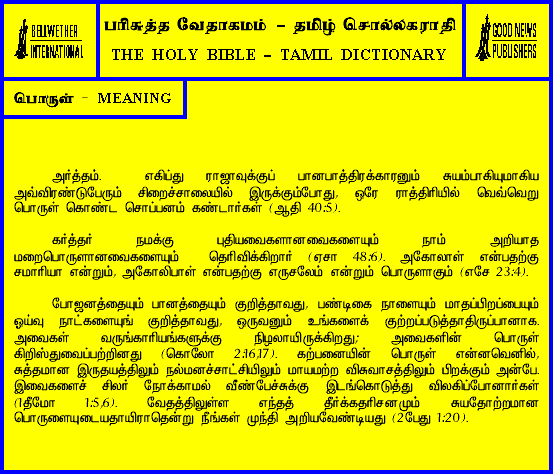 BELLWETHER
INTERNATIONAL
பரிசுத்த வேதாகமம் – தமிழ் சொல்லகராதி
THE HOLY BIBLE – TAMIL DICTIONARY
GOOD NEWS
PUBLISHERS
பொருள் – MEANING
அர்த்தம். எகிப்து ராஜாவுக்குப் பானபாத்திரக்காரனும் சுயம்பாகியுமாகிய
அவ்விரண்டுபேரும் சிறைச்சாலையில் இருக்கும்போது, ஒரே ராத்திரியில் வெவ்வெறு
பொருள் கொண்ட சொப்பனம் கண்டார்கள் (ஆதி 40:5).
கர்த்தர் நமக்கு புதியவைகளானவைகளையும் நாம் அறியாத
மறைபொருளானவைகளையும் தெரிவிக்கிறார் (ஏசா 48:6). அகோலாள் என்பதற்கு
சமாரியா என்றும், அகோலிபாள் என்பதற்கு எருசலேம் என்றும் பொருளாகும் (எசே 23:4).
போஜனத்தையும் பானத்தையும் குறித்தாவது, பண்டிகை நாளையும் மாதப்பிறப்பையும்
ஓய்வு நாட்களையுங் குறித்தாவது, ஒருவனும் உங்களைக் குற்றப்படுத்தாதிருப்பானாக.
அவைகள் வருங்காரியங்களுக்கு நிழலாயிருக்கிறது; அவைகளின் பொருள்
கிறிஸ்துவைப்பற்றினது (கொலோ 2:16,17). கற்பனையின் பொருள் என்னவெனில்,
சுத்தமான இருதயத்திலும் நல்மனச்சாட்சியிலும் மாயமற்ற விசுவாசத்திலும் பிறக்கும் அன்பே.
இவைகளைச் சிலர் நோக்காமல் வீண்பேச்சுக்கு இடங்கொடுத்து விலகிப்போனார்கள்
(1தீமோ 1:5,6). வேதத்திலுள்ள எந்தத் தீர்க்கதரிசனமும் சுயதோற்றமான
பொருளையுடையதாயிராதென்று நீங்கள் முந்தி அறியவேண்டியது (2பேது 1:20).